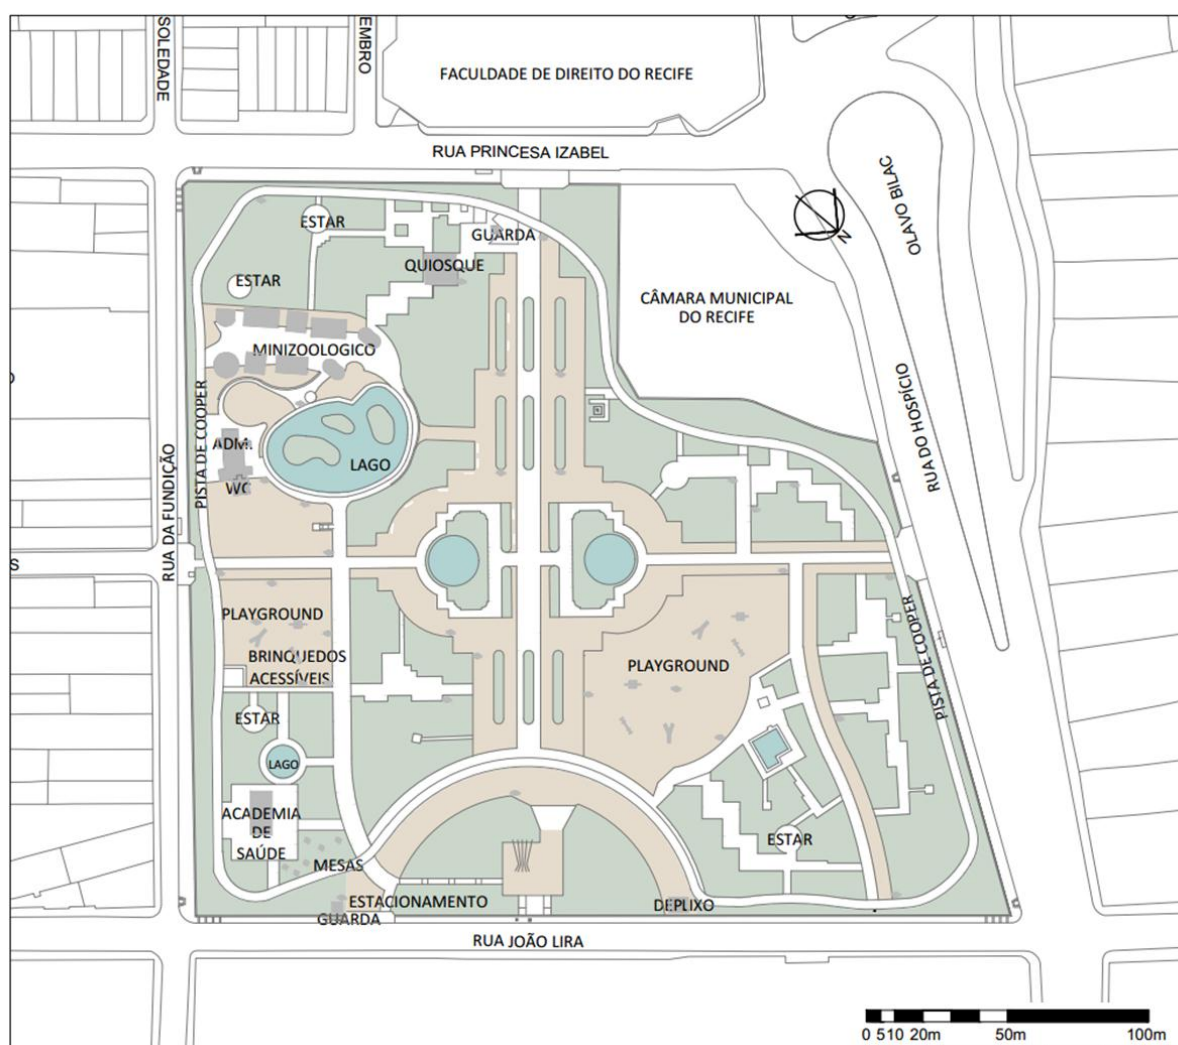 SOLEDADE
EMBRO
FACULDADE DE DIREITO DO RECIFE
RUA PRINCESA IZABEL
OLAVO BILAC
ESTAR
GUARDA
N
QUIOSQUE
ESTAR
CÂMARA MUNICIPAL
DO RECIFE
MINIZOOLOGICO
RUA DO HOSPÍCIO
PISTA DE COOPER
ADM.
LAGO
WC
RUA DA FUNDIÇÃO
S
PLAYGROUND
BRINQUEDOS
ACESSÍVEIS
PLAYGROUND
PISTA DE COOPER
ESTAR
LAGO
ACADEMIA
DE
SAÚDE
MESAS
ESTAR
ESTACIONAMENTO
DEPLIXO
GUARDA
RUA JOÃO LIRA
0 510 20m 50m 100m